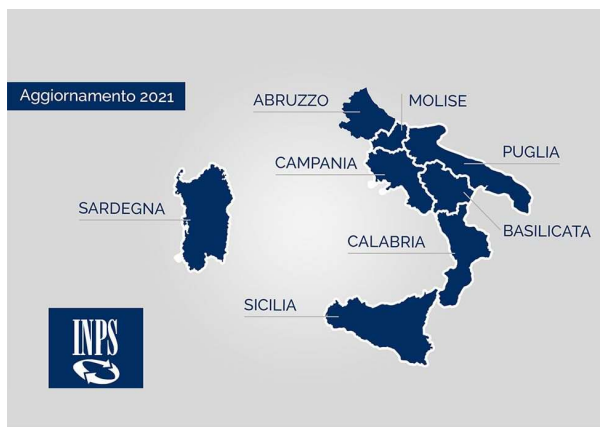 Aggiornamento 2021
ABRUZZO
MOLISE
CAMPANIA
PUGLIA
SARDEGNA
BASILICATA
CALABRIA
SICILIA
INPS